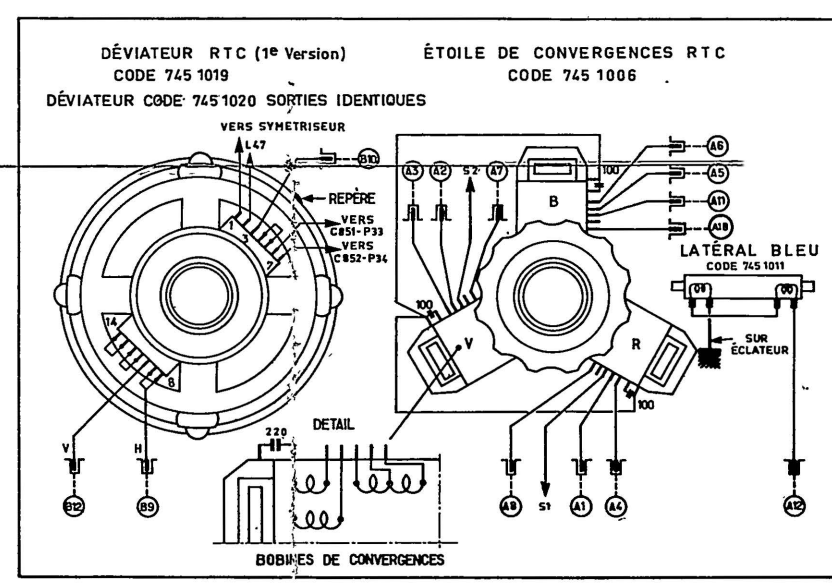 DÉVIATEUR RTC (1e Version)
CODE 745 1019
DÉVIATEUR CODE 745 1020 SORTIES IDENTIQUES
ÉTOILE DE CONVERGENCES RTC
CODE 745 1006
VERS SYMETRISEUR
L47
B10
REPÈRE
VERS
C851-P33
VERS
C852-P34
1
3
7
14
8
V
H
B12
B9
A3
A2
S2
A7
100
B
A6
A5
A11
A10
LATÉRAL BLEU
CODE 745 1011
SUR
ÉCLATEUR
100
V
R
100
A8
S1
A1
A4
A12
DETAIL
220
BOBINES DE CONVERGENCES